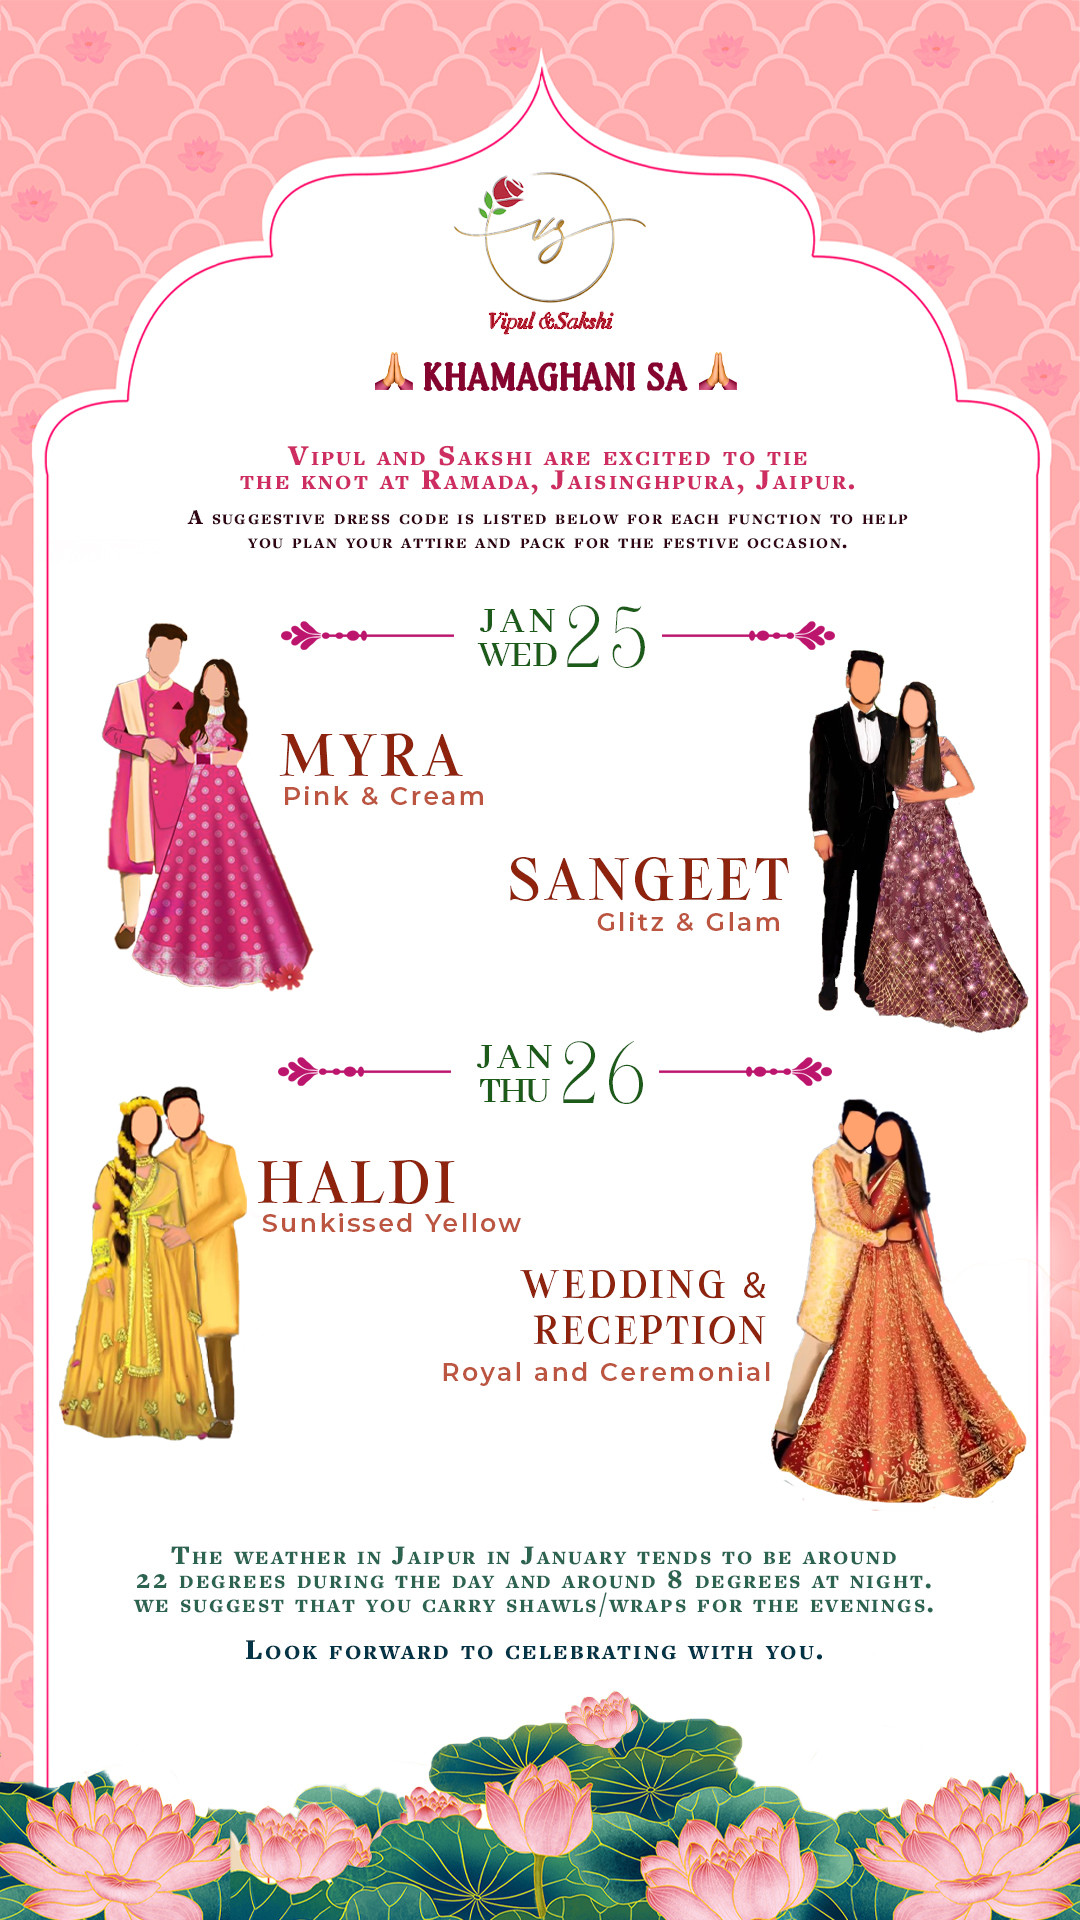 VS
Vipul &Sakshi
🙏 KHAMAGHANI SA 🙏
Vipul and Sakshi are excited to tie
the knot at Ramada, Jaisinghpura, Jaipur.
A suggestive dress code is listed below for each function to help
you plan your attire and pack for the festive occasion.
JAN
WED 25
MYRA
Pink & Cream
SANGEET
Glitz & Glam
JAN
THU 26
HALDI
Sunkissed Yellow
WEDDING &
RECEPTION
Royal and Ceremonial
The weather in Jaipur in January tends to be around
22 degrees during the day and around 8 degrees at night.
we suggest that you carry shawls/wraps for the evenings.
Look forward to celebrating with you.